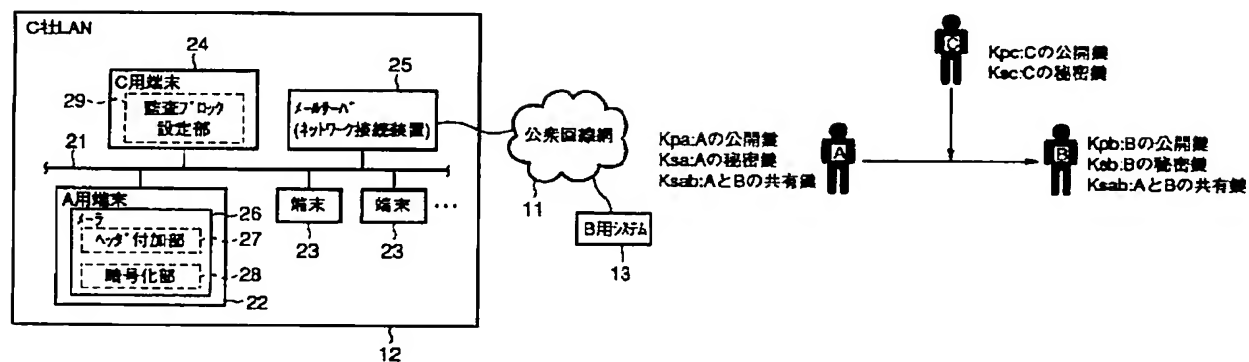 C社LAN
24
C用端末
29
監査ブロック
設定部
25
メールサーバ
(ネットワーク接続装置)
公衆回線網
11
21
A用端末
メーラ
26
ヘッダ付加部
27
暗号化部
28
22
端末
23
端末
23
...
B用システム
13
12
C
Kpc:Cの公開鍵
Ksc:Cの秘密鍵
Kpa:Aの公開鍵
Ksa:Aの秘密鍵
Ksab:AとBの共有鍵
A
B
Kpb:Bの公開鍵
Ksb:Bの秘密鍵
Ksab:AとBの共有鍵